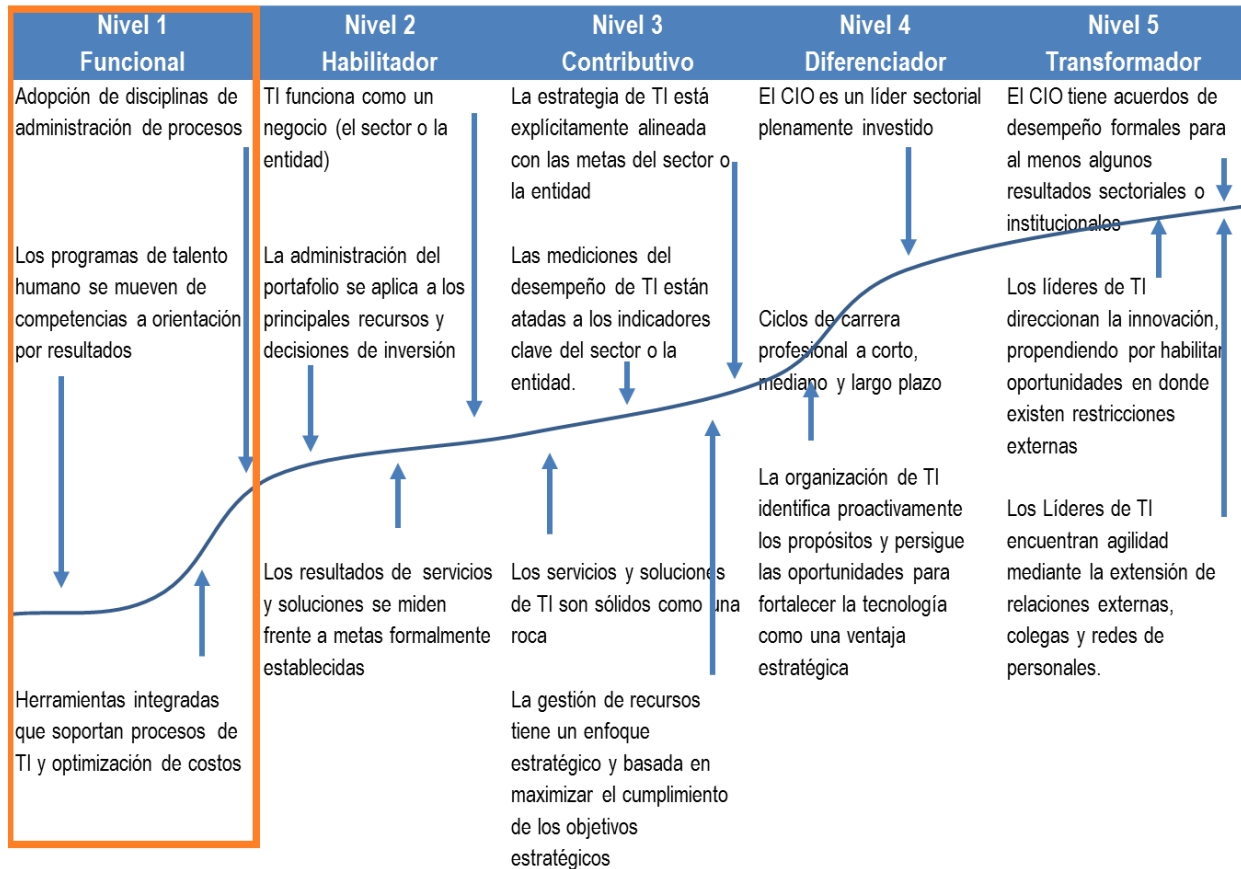 Nivel 1
Funcional
Adopción de disciplinas de
administración de procesos
Los programas de talento
humano se mueven de
competencias a orientación
por resultados
Herramientas integradas
que soportan procesos de
TI y optimización de costos
Nivel 2
Habilitador
TI funciona como un
negocio (el sector o la
entidad)
La administración del
portafolio se aplica a los
principales recursos y
decisiones de inversión
Los resultados de servicios
y soluciones se miden
frente a metas formalmente
establecidas
Nivel 3
Contributivo
La estrategia de TI está
explícitamente alineada
con las metas del sector o
la entidad
Las mediciones del
desempeño de TI están
atadas a los indicadores
clave del sector o la
entidad.
Los servicios y soluciones
de TI son sólidos como una
roca
La gestión de recursos
tiene un enfoque
estratégico y basada en
maximizar el cumplimiento
de los objetivos
estratégicos
Nivel 4
Diferenciador
El CIO es un líder sectorial
plenamente investido
Ciclos de carrera
profesional a corto,
mediano y largo plazo
La organización de TI
identifica proactivamente
los propósitos y persigue
las oportunidades para
fortalecer la tecnología
como una ventaja
estratégica
Nivel 5
Transformador
El CIO tiene acuerdos de
desempeño formales para
al menos algunos
resultados sectoriales o
institucionales
Los líderes de TI
direccionan la innovación,
propendiendo por habilitar
oportunidades en donde
existen restricciones
externas
Los Líderes de TI
encuentran agilidad
mediante la extensión de
relaciones externas,
colegas y redes de
personales.